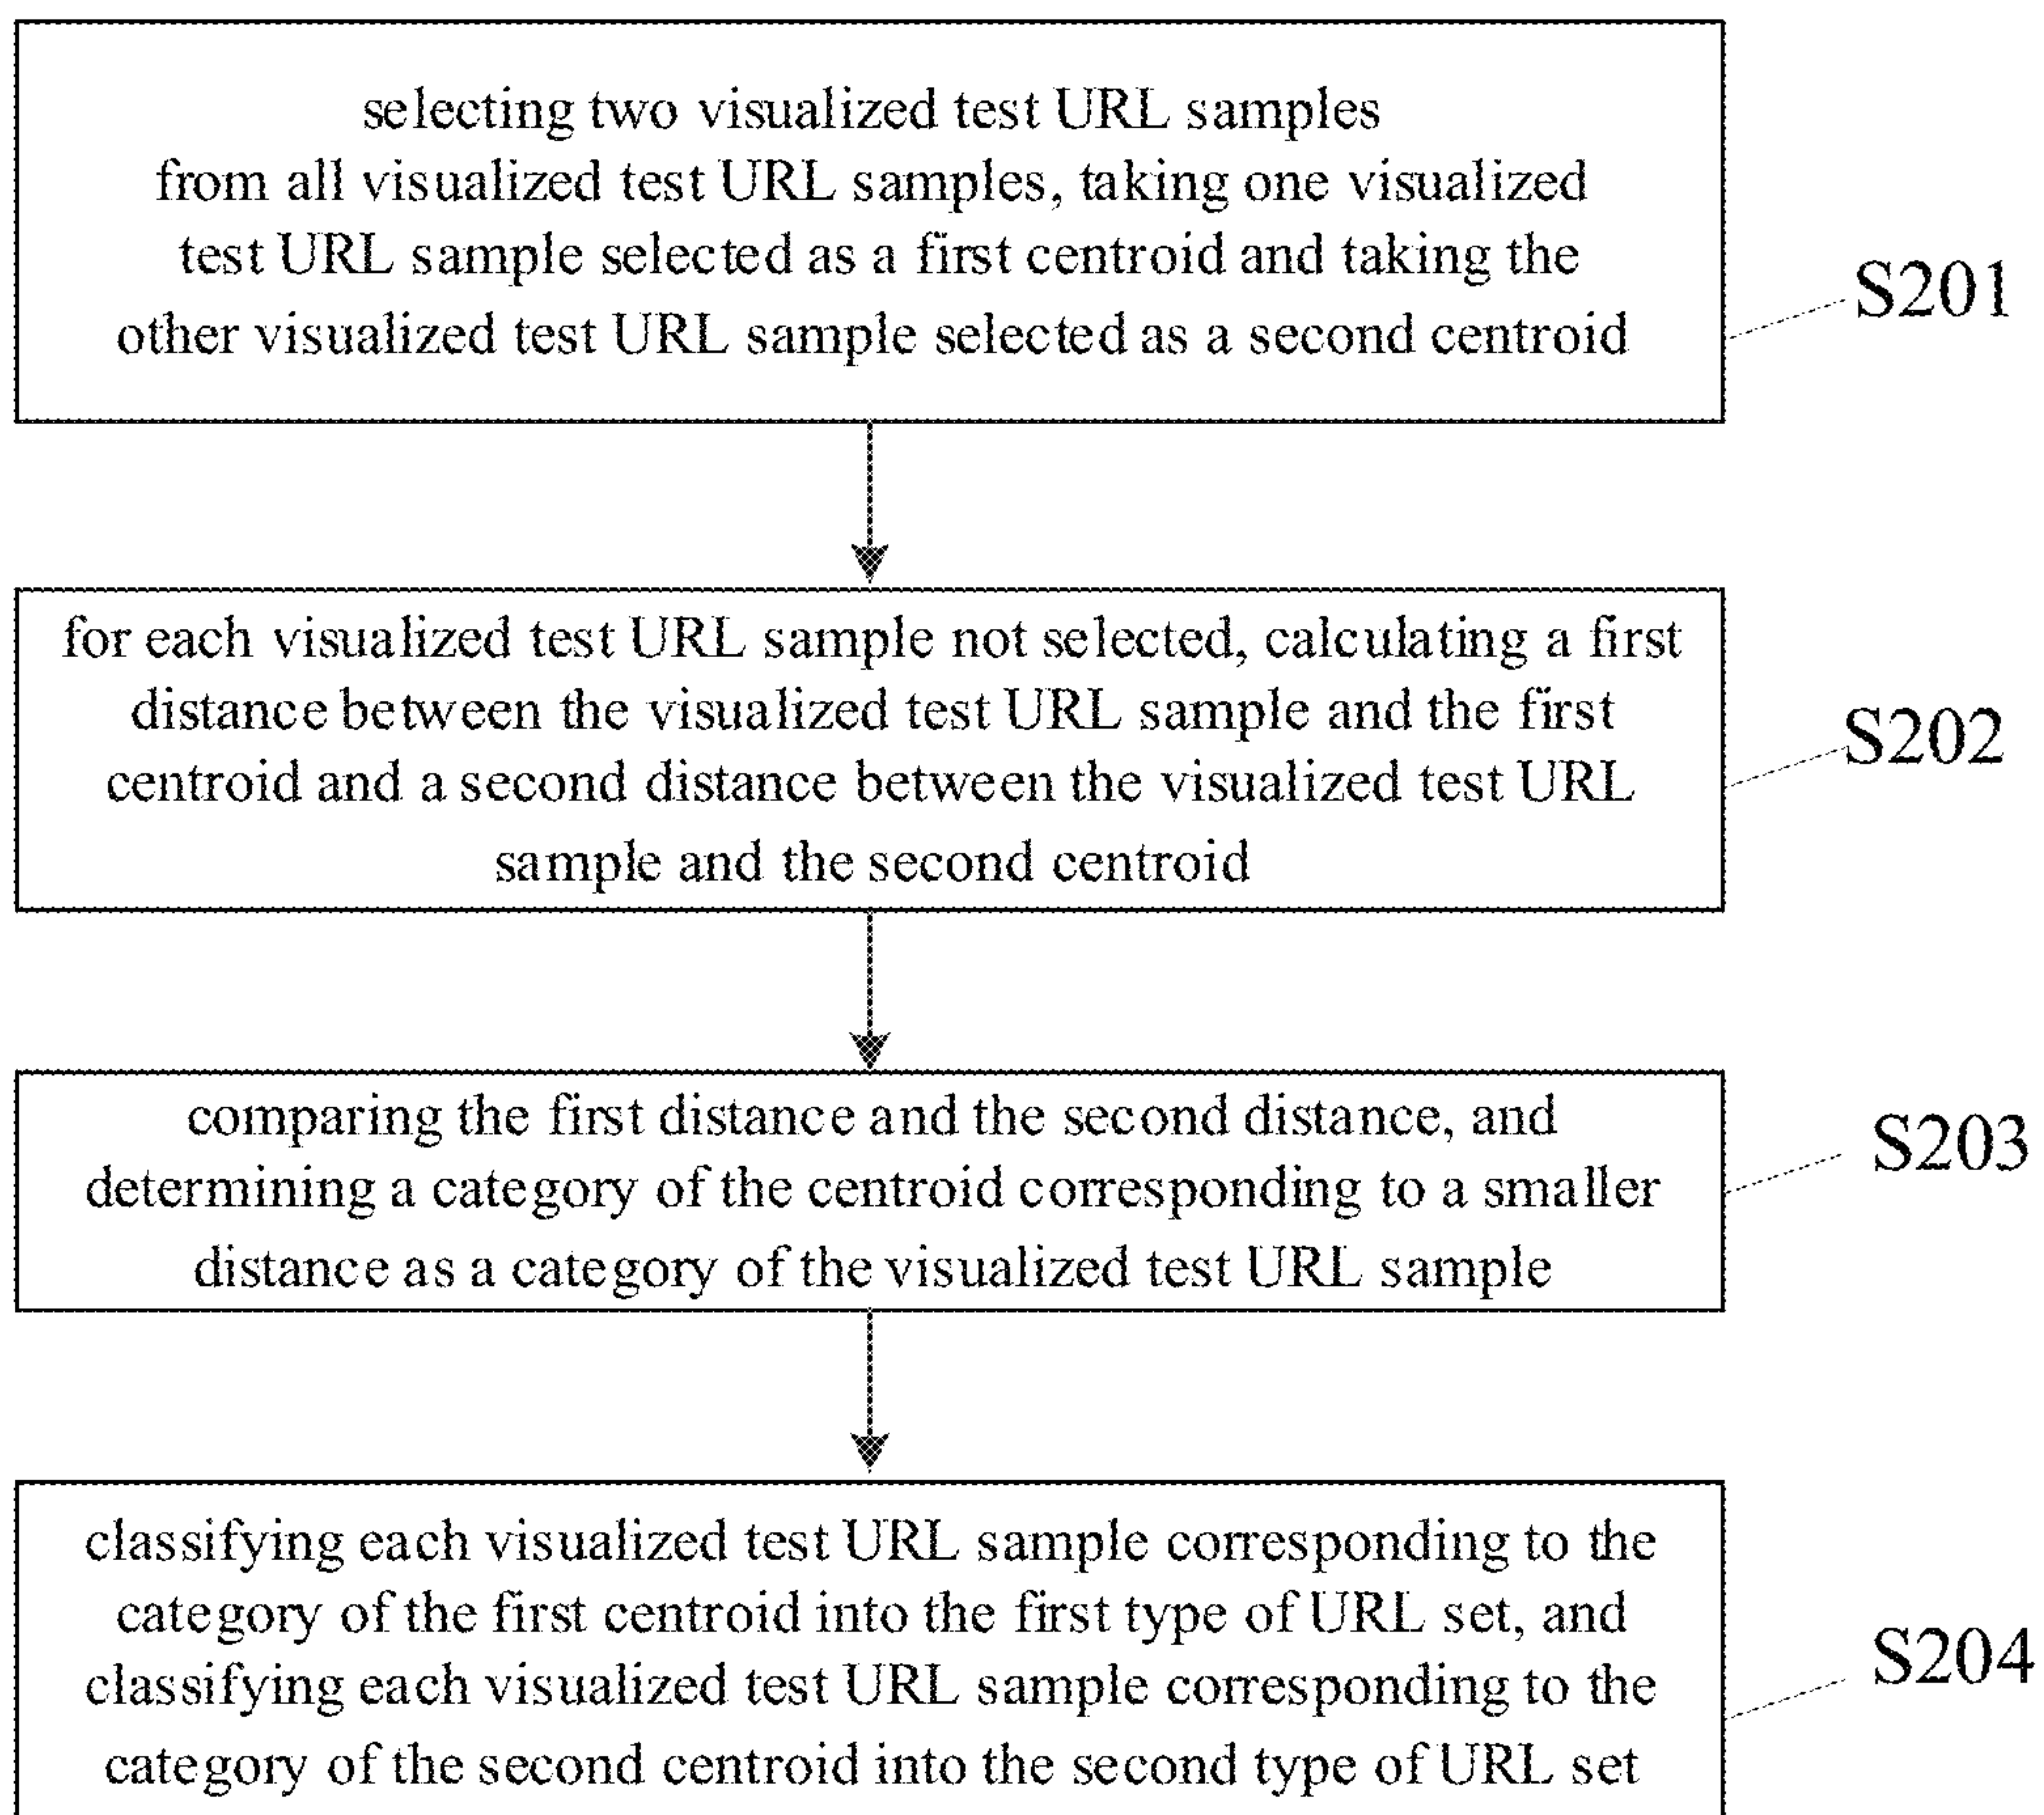 selecting two visualized test URL samples
from all visualized test URL samples, taking one visualized
test URL sample selected as a first centroid and taking the
other visualized test URL sample selected as a second centroid
S201
for each visualized test URL sample not selected, calculating a first
distance between the visualized test URL sample and the first
centroid and a second distance between the visualized test URL
sample and the second centroid
S202
comparing the first distance and the second distance, and
determining a category of the centroid corresponding to a smaller
distance as a category of the visualized test URL sample
S203
classifying each visualized test URL sample corresponding to the
category of the first centroid into the first type of URL set, and
classifying each visualized test URL sample corresponding to the
category of the second centroid into the second type of URL set
S204